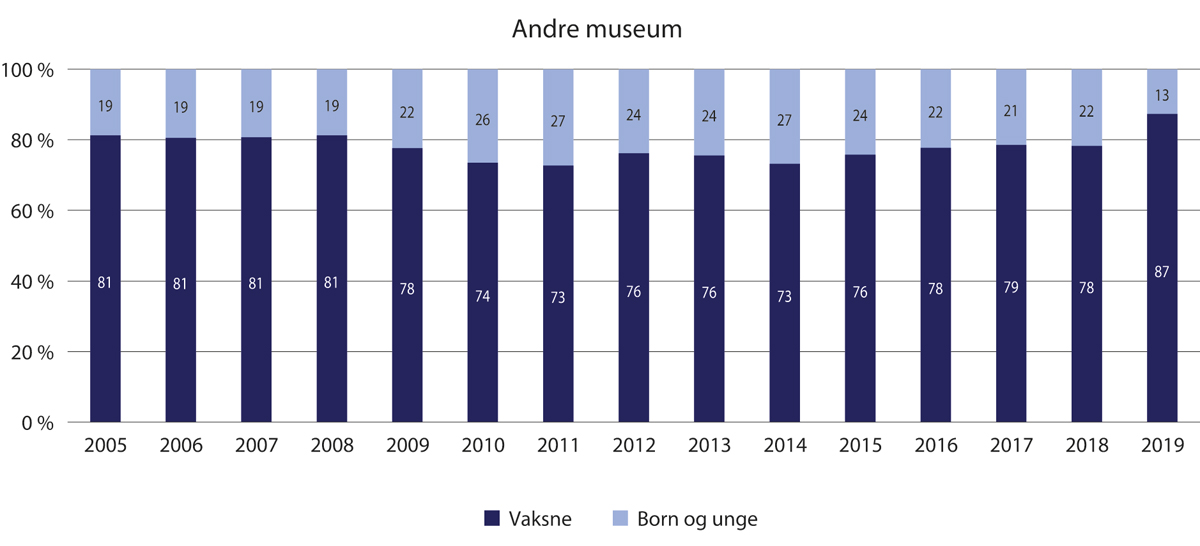 Andre museum
100 %
80 %
60 %
40 %
20 %
0 %
19 19 19 19 22 26 27 24 24 27 24 22 21 22 13
81 81 81 81 78 74 73 76 76 73 76 78 79 78 87
2005 2006 2007 2008 2009 2010 2011 2012 2013 2014 2015 2016 2017 2018 2019
Vaksne Born og unge